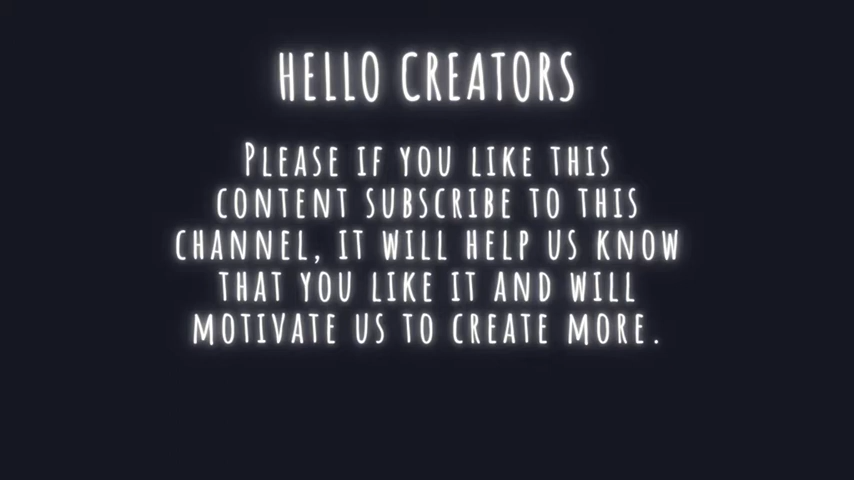 HELLO CREATORS
PLEASE IF YOU LIKE THIS
CONTENT SUBSCRIBE TO THIS
CHANNEL, IT WILL HELP US KNOW
THAT YOU LIKE IT AND WILL
MOTIVATE US TO CREATE MORE.